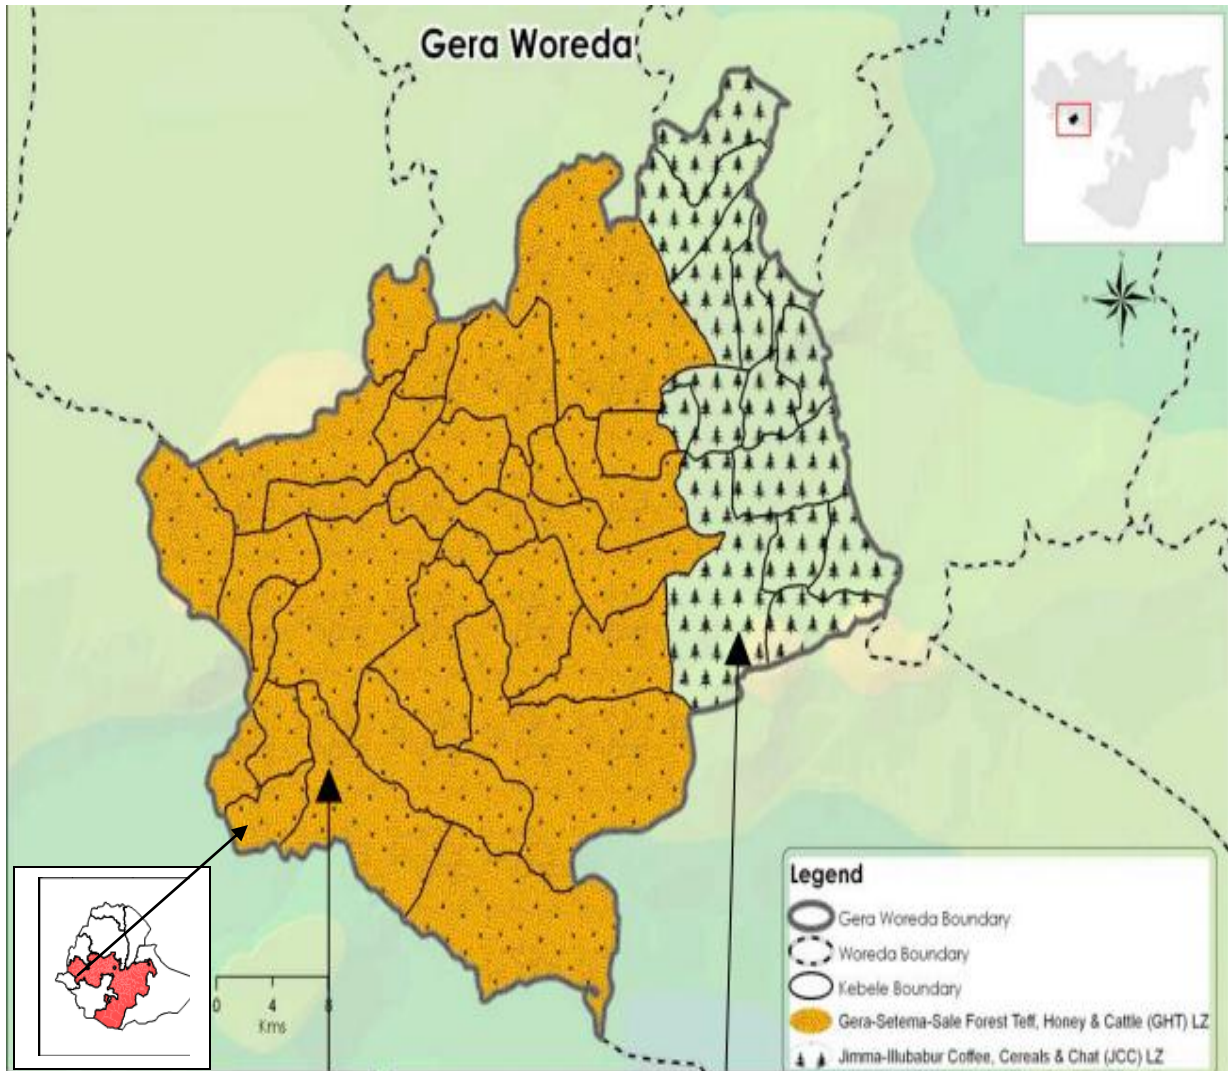 Gera Woreda
Legend
Gera Woreda Boundary
Woreda Boundary
Kebele Boundary
Gera-Setema-Sale Forest Teff, Honey & Cattle (GHT) LZ
Jimma-Illubabur Coffee, Cereals & Chat (JCC) LZ
0 4 8
Kms